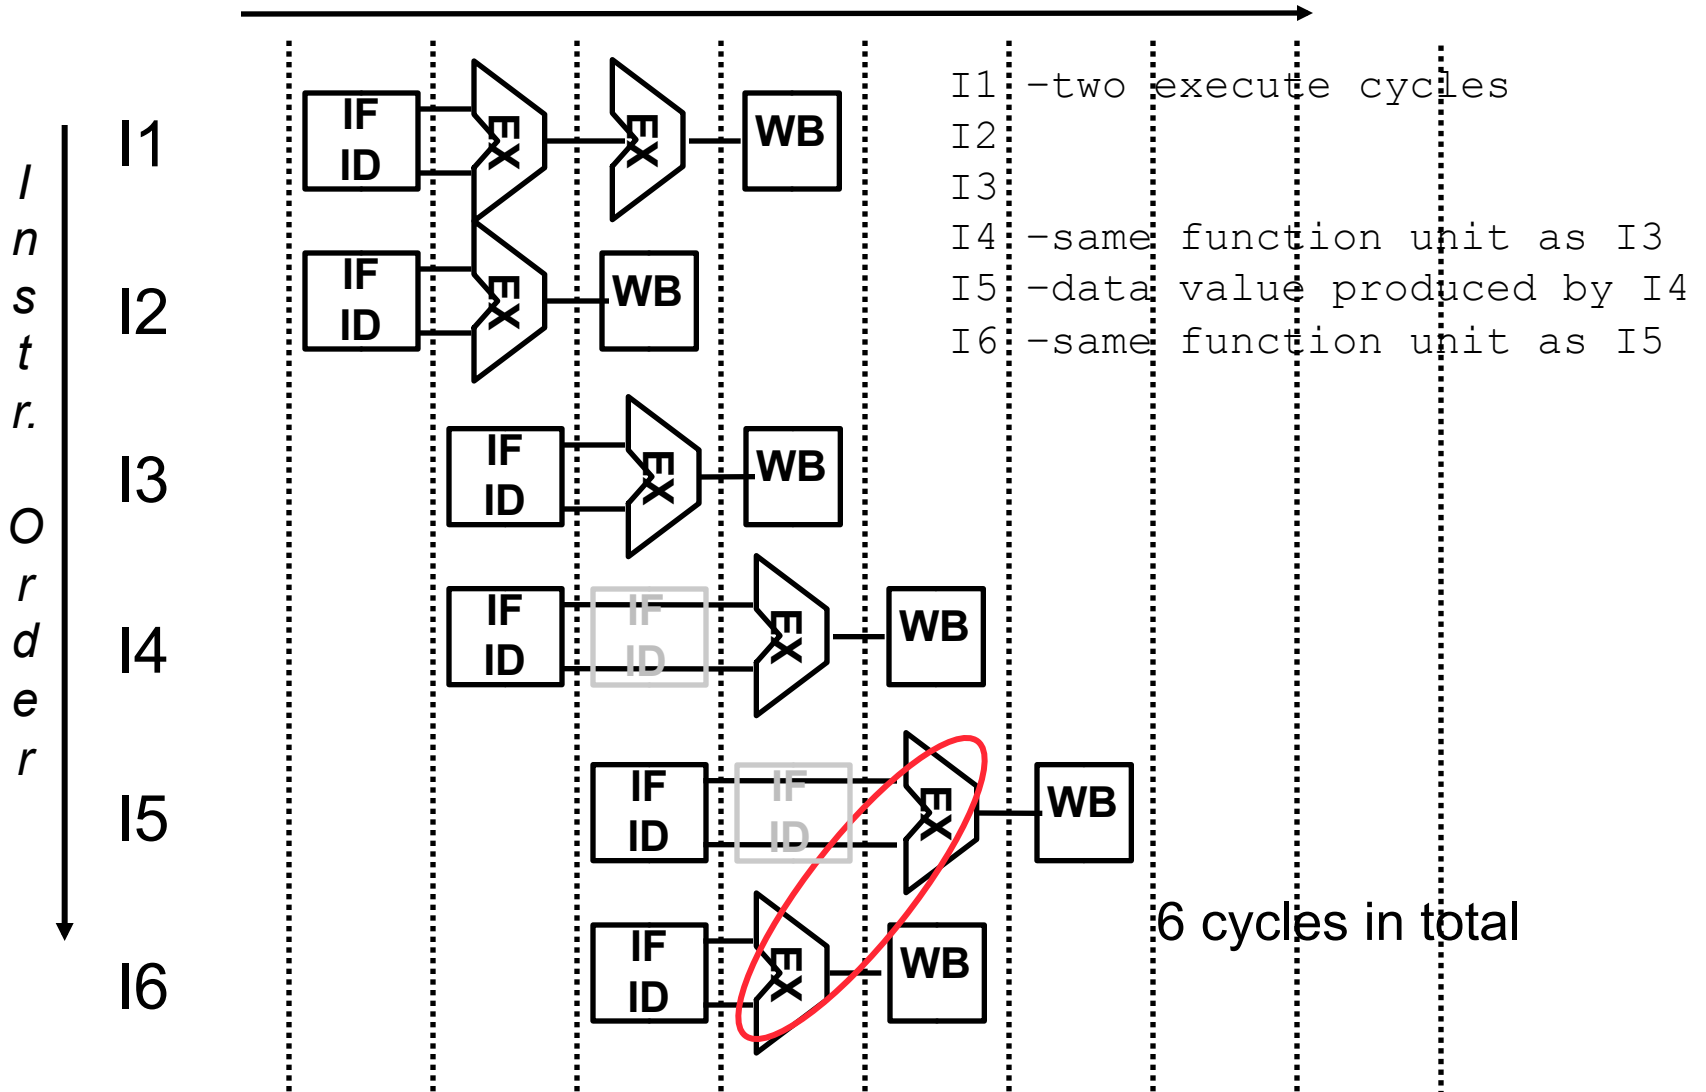 I1 –two execute cycles
I2
I3
I4 –same function unit as I3
I5 –data value produced by I4
I6 –same function unit as I5
Instr. Order
I1
IF
ID
EX
EX
WB
I2
IF
ID
EX
WB
I3
IF
ID
EX
WB
I4
IF
ID
IF
ID
EX
WB
I5
IF
ID
IF
ID
EX
WB
6 cycles in total
I6
IF
ID
EX
WB